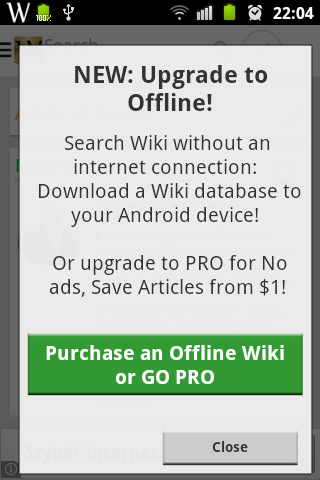 W 100% 22:04
Search
NEW: Upgrade to
Offline!
Search Wiki without an
internet connection:
Download a Wiki database to
your Android device!
Or upgrade to PRO for No
ads, Save Articles from $1!
Purchase an Offline Wiki
or GO PRO
Close
Szybki Internet